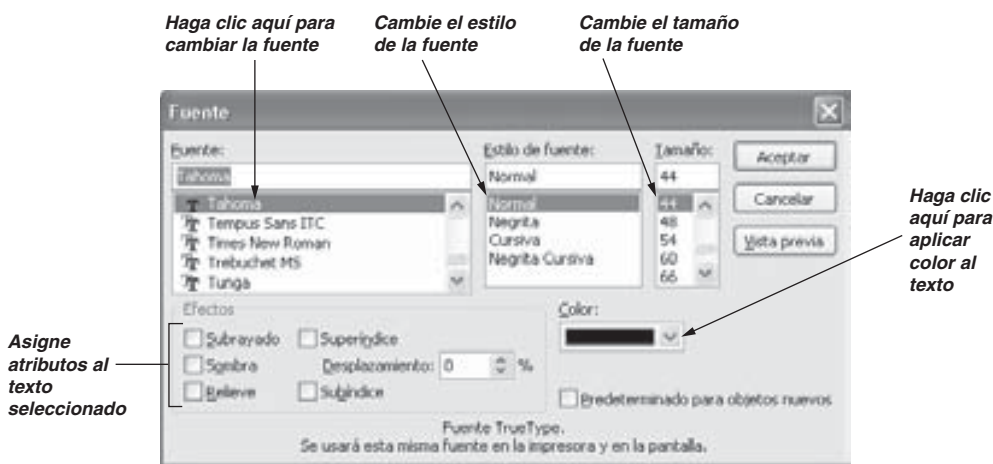 Haga clic aquí para
cambiar la fuente
Cambie el estilo
de la fuente
Cambie el tamaño
de la fuente
Fuente
Fuente:
Estilo de fuente:
Tamaño:
Tahoma
Normal
44
Aceptar
Tahoma
Tempus Sans ITC
Times New Roman
Trebuchet MS
Tunga
Normal
Negrita
Cursiva
Negrita Cursiva
44
48
54
60
66
Cancelar
Vista previa
Haga clic
aquí para
aplicar
color al
texto
Efectos
Color:
Asigne
atributos al
texto
seleccionado
Subrayado
Superíndice
Sombra
Desplazamiento: 0 %
Relieve
Subíndice
Predeterminado para objetos nuevos
Fuente TrueType.
Se usará esta misma fuente en la impresora y en la pantalla.